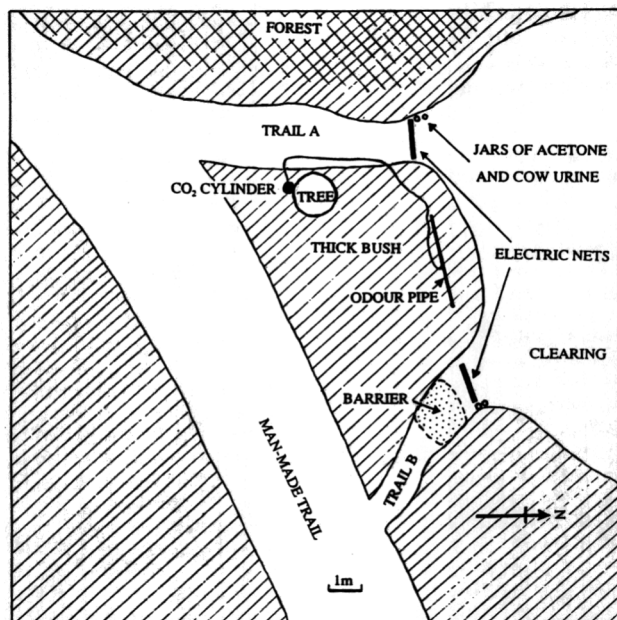 FOREST
TRAIL A
JARS OF ACETONE
AND COW URINE
CO₂ CYLINDER
TREE
THICK BUSH
ELECTRIC NETS
ODOUR PIPE
CLEARING
BARRIER
MAN-MADE TRAIL
TRAIL B
N
1m